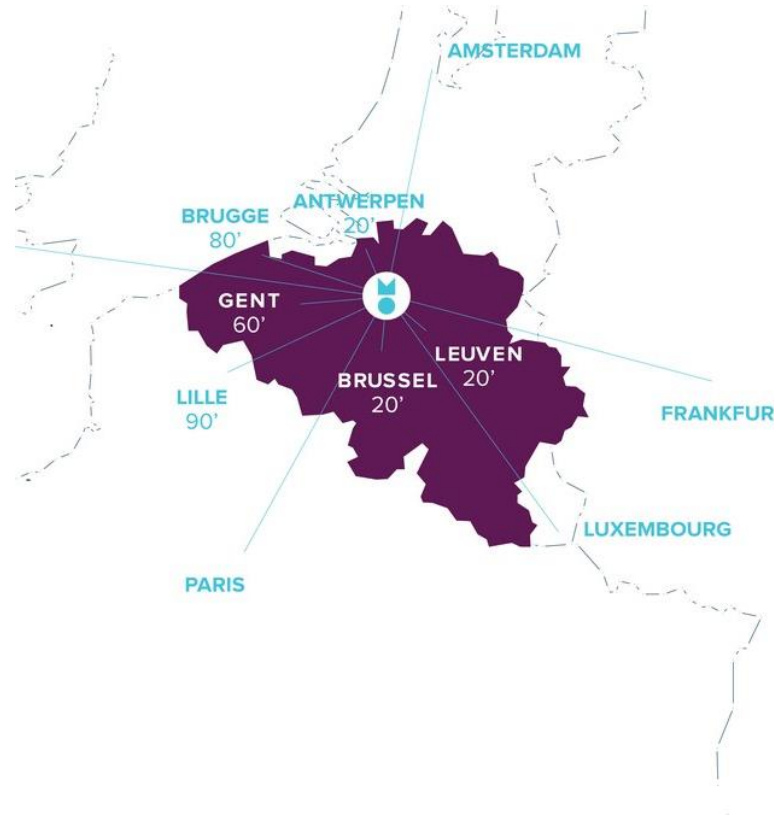 AMSTERDAM
ANTWERPEN
20’
BRUGGE
80’
GENT
60’
LEUVEN
20’
BRUSSEL
20’
LILLE
90’
FRANKFUR
LUXEMBOURG
PARIS